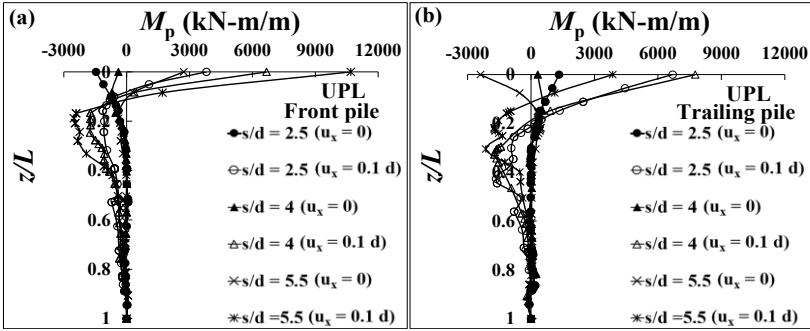 (a) Mp (kN-m/m)
-3000 0 3000 6000 9000 12000
0
0.2
0.4
0.6
0.8
1
z/L
UPL
Front pile
s/d = 2.5 (ux = 0)
s/d = 2.5 (ux = 0.1 d)
s/d = 4 (ux = 0)
s/d = 4 (ux = 0.1 d)
s/d = 5.5 (ux = 0)
s/d = 5.5 (ux = 0.1 d)
(b) Mp (kN-m/m)
-3000 0 3000 6000 9000 12000
0
0.2
0.4
0.6
0.8
1
z/L
UPL
Trailing pile
s/d = 2.5 (ux = 0)
s/d = 2.5 (ux = 0.1 d)
s/d = 4 (ux = 0)
s/d = 4 (ux = 0.1 d)
s/d = 5.5 (ux = 0)
s/d =5.5 (ux = 0.1 d)